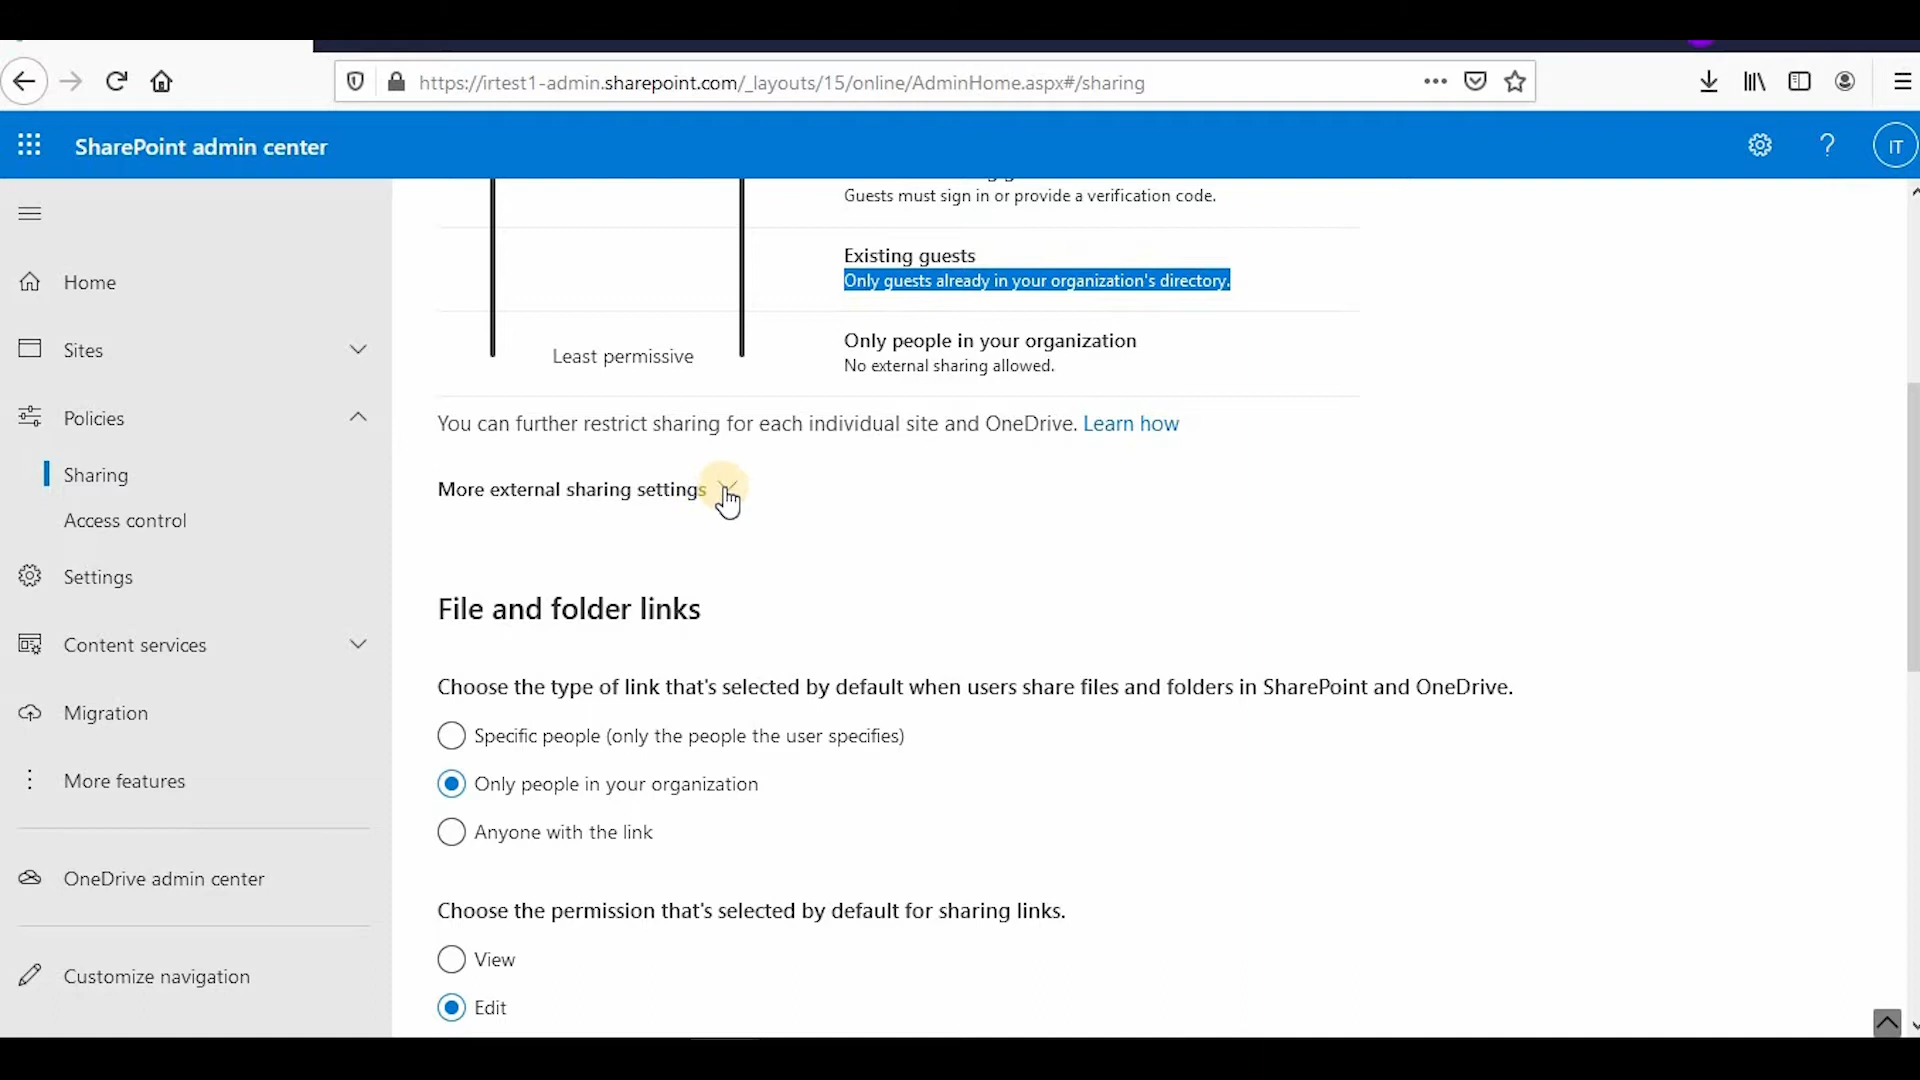 https://irtest1-admin.sharepoint.com/_layouts/15/online/AdminHome.aspx#/sharing
SharePoint admin center
?
IT
Guests must sign in or provide a verification code.
Existing guests
Only guests already in your organization's directory.
Only people in your organization
No external sharing allowed.
Least permissive
You can further restrict sharing for each individual site and OneDrive. Learn how
More external sharing settings
File and folder links
Choose the type of link that's selected by default when users share files and folders in SharePoint and OneDrive.
Specific people (only the people the user specifies)
Only people in your organization
Anyone with the link
Choose the permission that's selected by default for sharing links.
View
Edit
Home
Sites
Policies
Sharing
Access control
Settings
Content services
Migration
More features
OneDrive admin center
Customize navigation